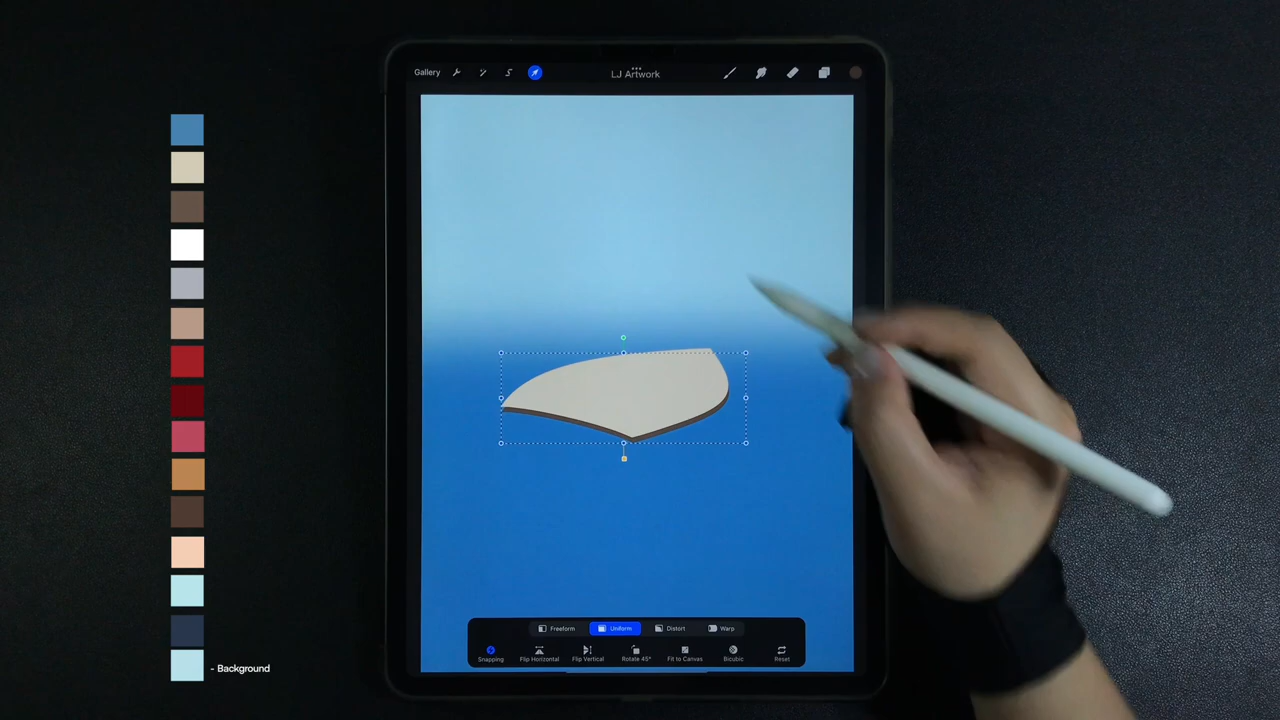 Gallery
LJ Artwork
Freeform Uniform Distort Warp
Snapping Flip Horizontal Flip Vertical Rotate 45° Fit to Canvas Bicubic Reset
- Background